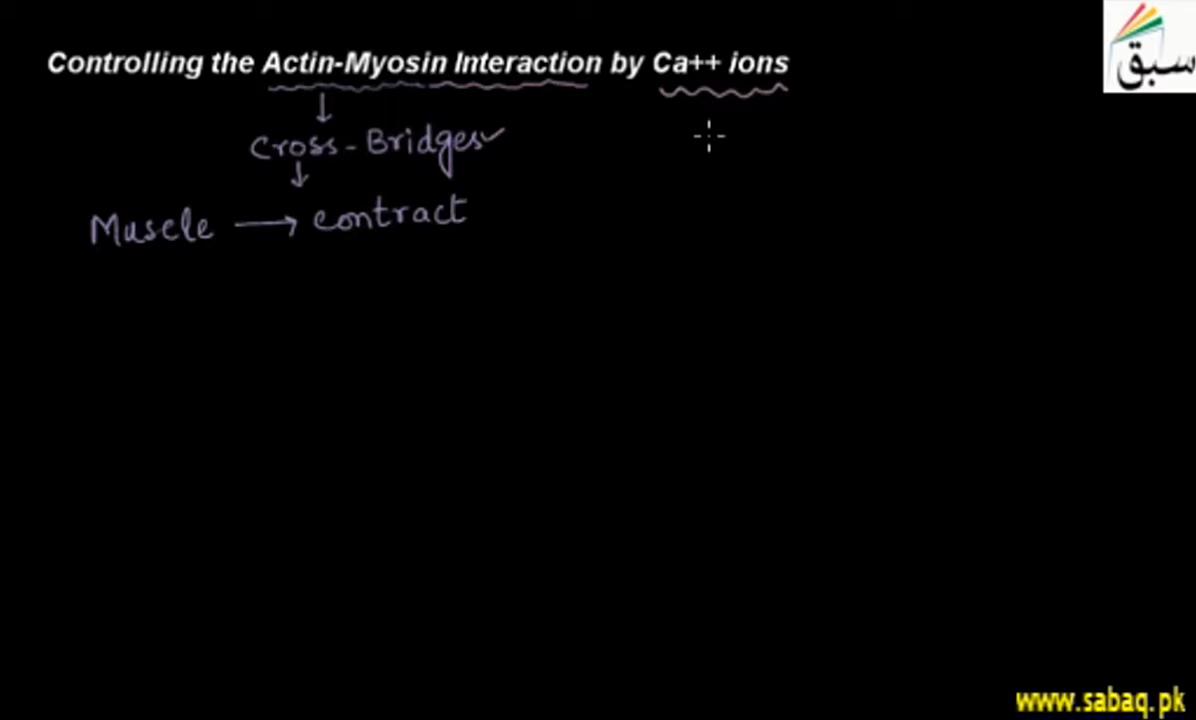 Controlling the Actin-Myosin Interaction by Ca++ ions
سبق
↓
Cross-Bridges✓
↓
Muscle → contract
www.sabaq.pk